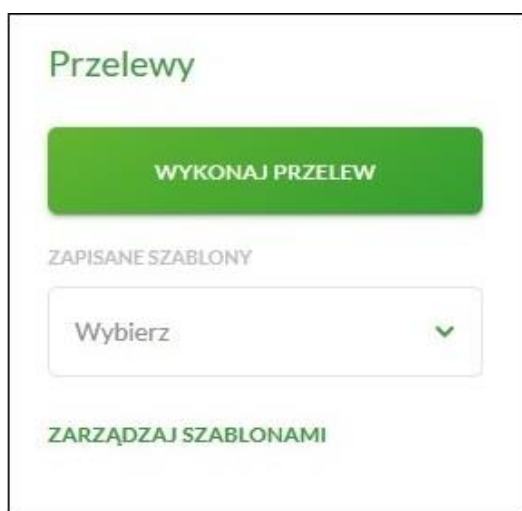 Przelewy
WYKONAJ PRZELEW
ZAPISANE SZABLONY
Wybierz
ZARZĄDZAJ SZABLONAMI